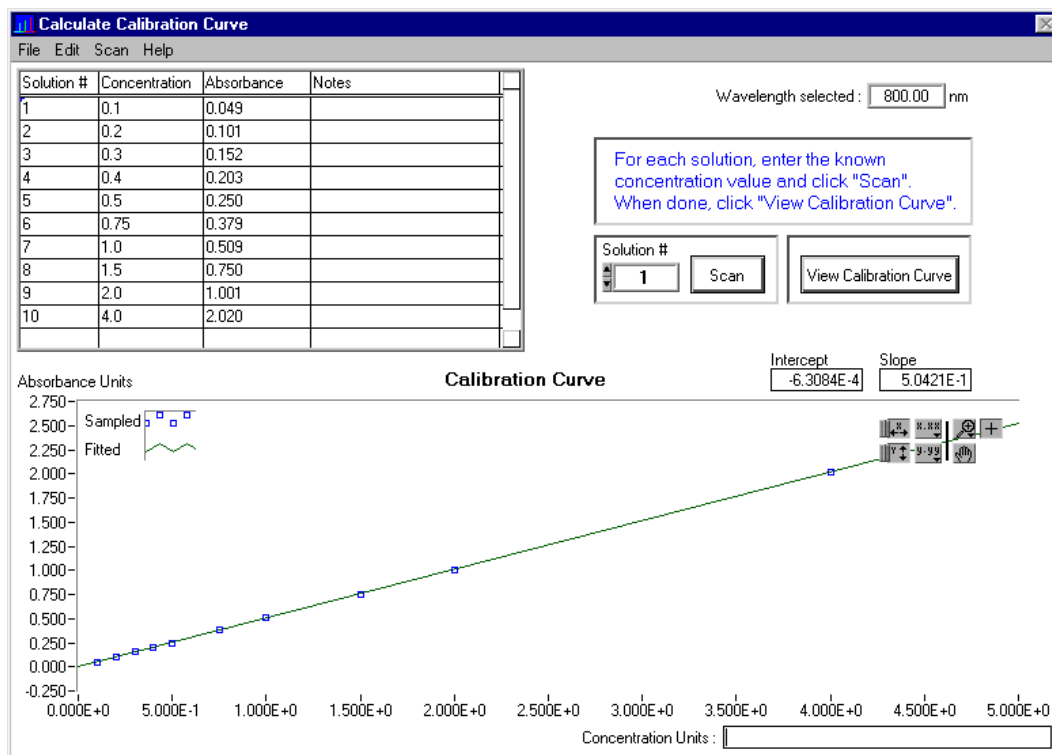 Calculate Calibration Curve
File Edit Scan Help
Solution # Concentration Absorbance Notes
1 0.1 0.049
2 0.2 0.101
3 0.3 0.152
4 0.4 0.203
5 0.5 0.250
6 0.75 0.379
7 1.0 0.509
8 1.5 0.750
9 2.0 1.001
10 4.0 2.020
Wavelength selected : 800.00 nm
For each solution, enter the known
concentration value and click "Scan".
When done, click "View Calibration Curve".
Solution #
1 Scan View Calibration Curve
Intercept Slope
-6.3084E-4 5.0421E-1
Absorbance Units Calibration Curve
2.750
2.500
2.250
2.000
1.750
1.500
1.250
1.000
0.750
0.500
0.250
0.000
-0.250
Sampled
Fitted
X x.xx
Y y.yy
0.000E+0 5.000E-1 1.000E+0 1.500E+0 2.000E+0 2.500E+0 3.000E+0 3.500E+0 4.000E+0 4.500E+0 5.000E+0
Concentration Units :